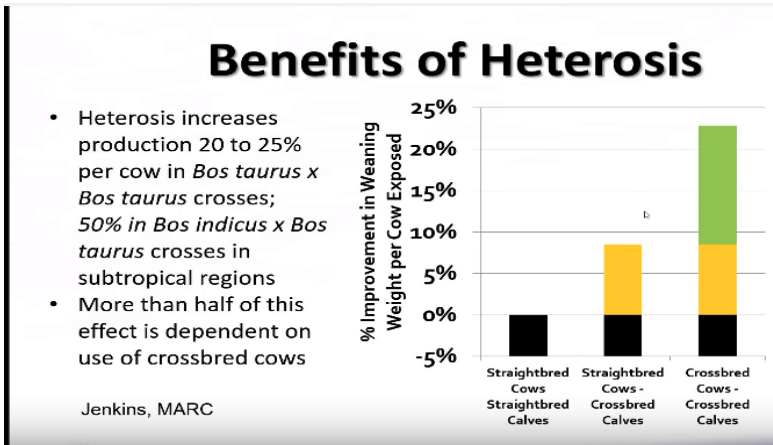 Benefits of Heterosis
• Heterosis increases
production 20 to 25%
per cow in Bos taurus x
Bos taurus crosses;
50% in Bos indicus x Bos
taurus crosses in
subtropical regions
• More than half of this
effect is dependent on
use of crossbred cows
Jenkins, MARC
% Improvement in Weaning
Weight per Cow Exposed
25%
20%
15%
10%
5%
0%
-5%
Straightbred
Cows
Straightbred
Calves
Straightbred
Cows -
Crossbred
Calves
Crossbred
Cows -
Crossbred
Calves